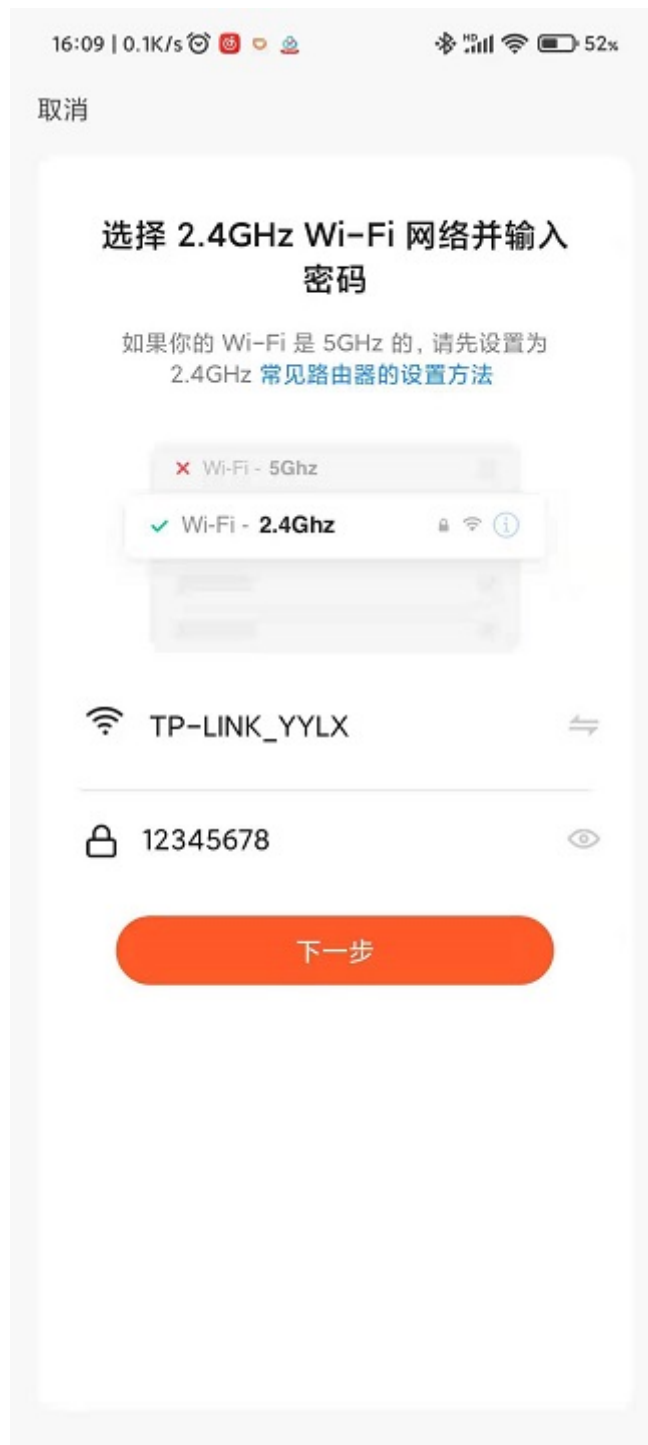 16:09 | 0.1K/s
52%
取消
选择 2.4GHz Wi-Fi 网络并输入
密码
如果你的 Wi-Fi 是 5GHz 的，请先设置为
2.4GHz 常见路由器的设置方法
Wi-Fi - 5Ghz
Wi-Fi - 2.4Ghz
TP-LINK_YYLX
12345678
下一步